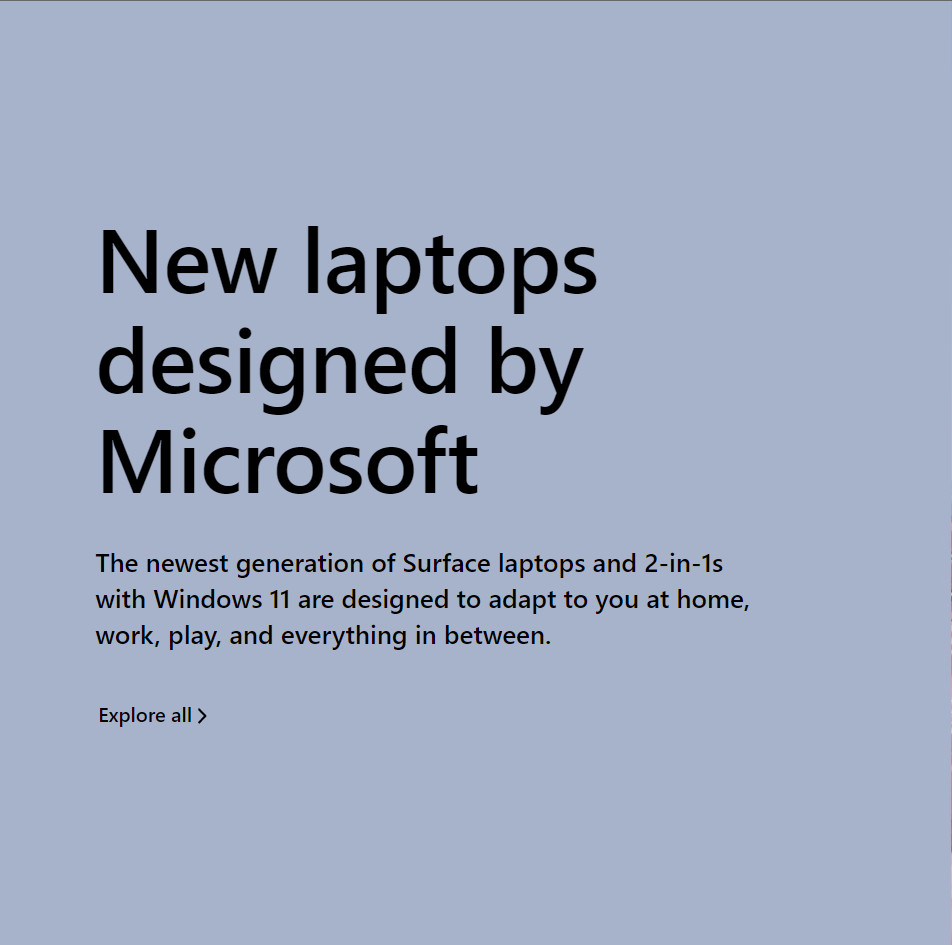 New laptops
designed by
Microsoft
The newest generation of Surface laptops and 2-in-1s
with Windows 11 are designed to adapt to you at home,
work, play, and everything in between.
Explore all